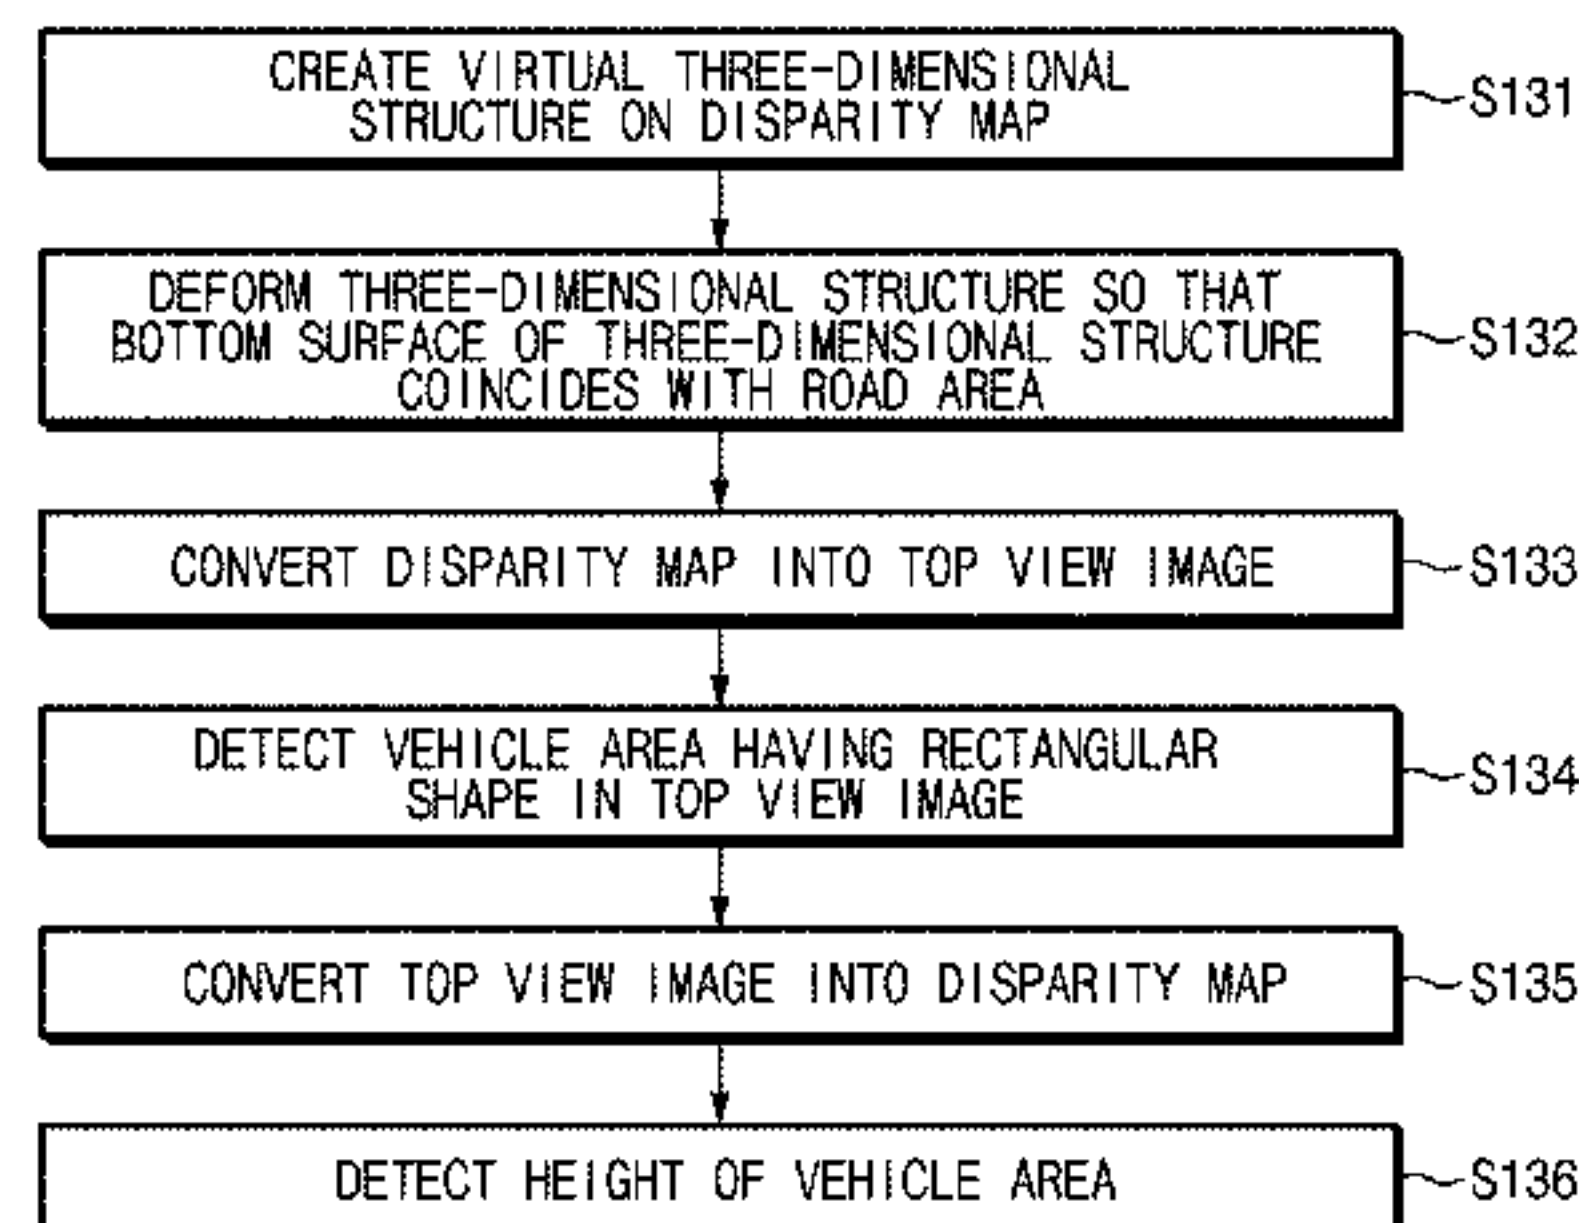 CREATE VIRTUAL THREE-DIMENSIONAL
STRUCTURE ON DISPARITY MAP
S131
DEFORM THREE-DIMENSIONAL STRUCTURE SO THAT
BOTTOM SURFACE OF THREE-DIMENSIONAL STRUCTURE
COINCIDES WITH ROAD AREA
S132
CONVERT DISPARITY MAP INTO TOP VIEW IMAGE
S133
DETECT VEHICLE AREA HAVING RECTANGULAR
SHAPE IN TOP VIEW IMAGE
S134
CONVERT TOP VIEW IMAGE INTO DISPARITY MAP
S135
DETECT HEIGHT OF VEHICLE AREA
S136